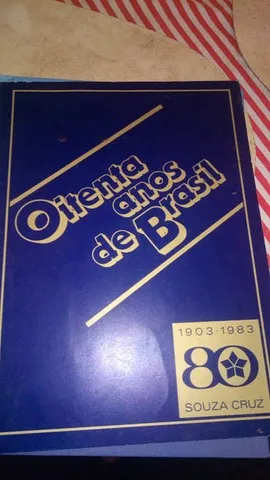 Oitenta
anos
de Brasil
1903-1983
80
SOUZA CRUZ